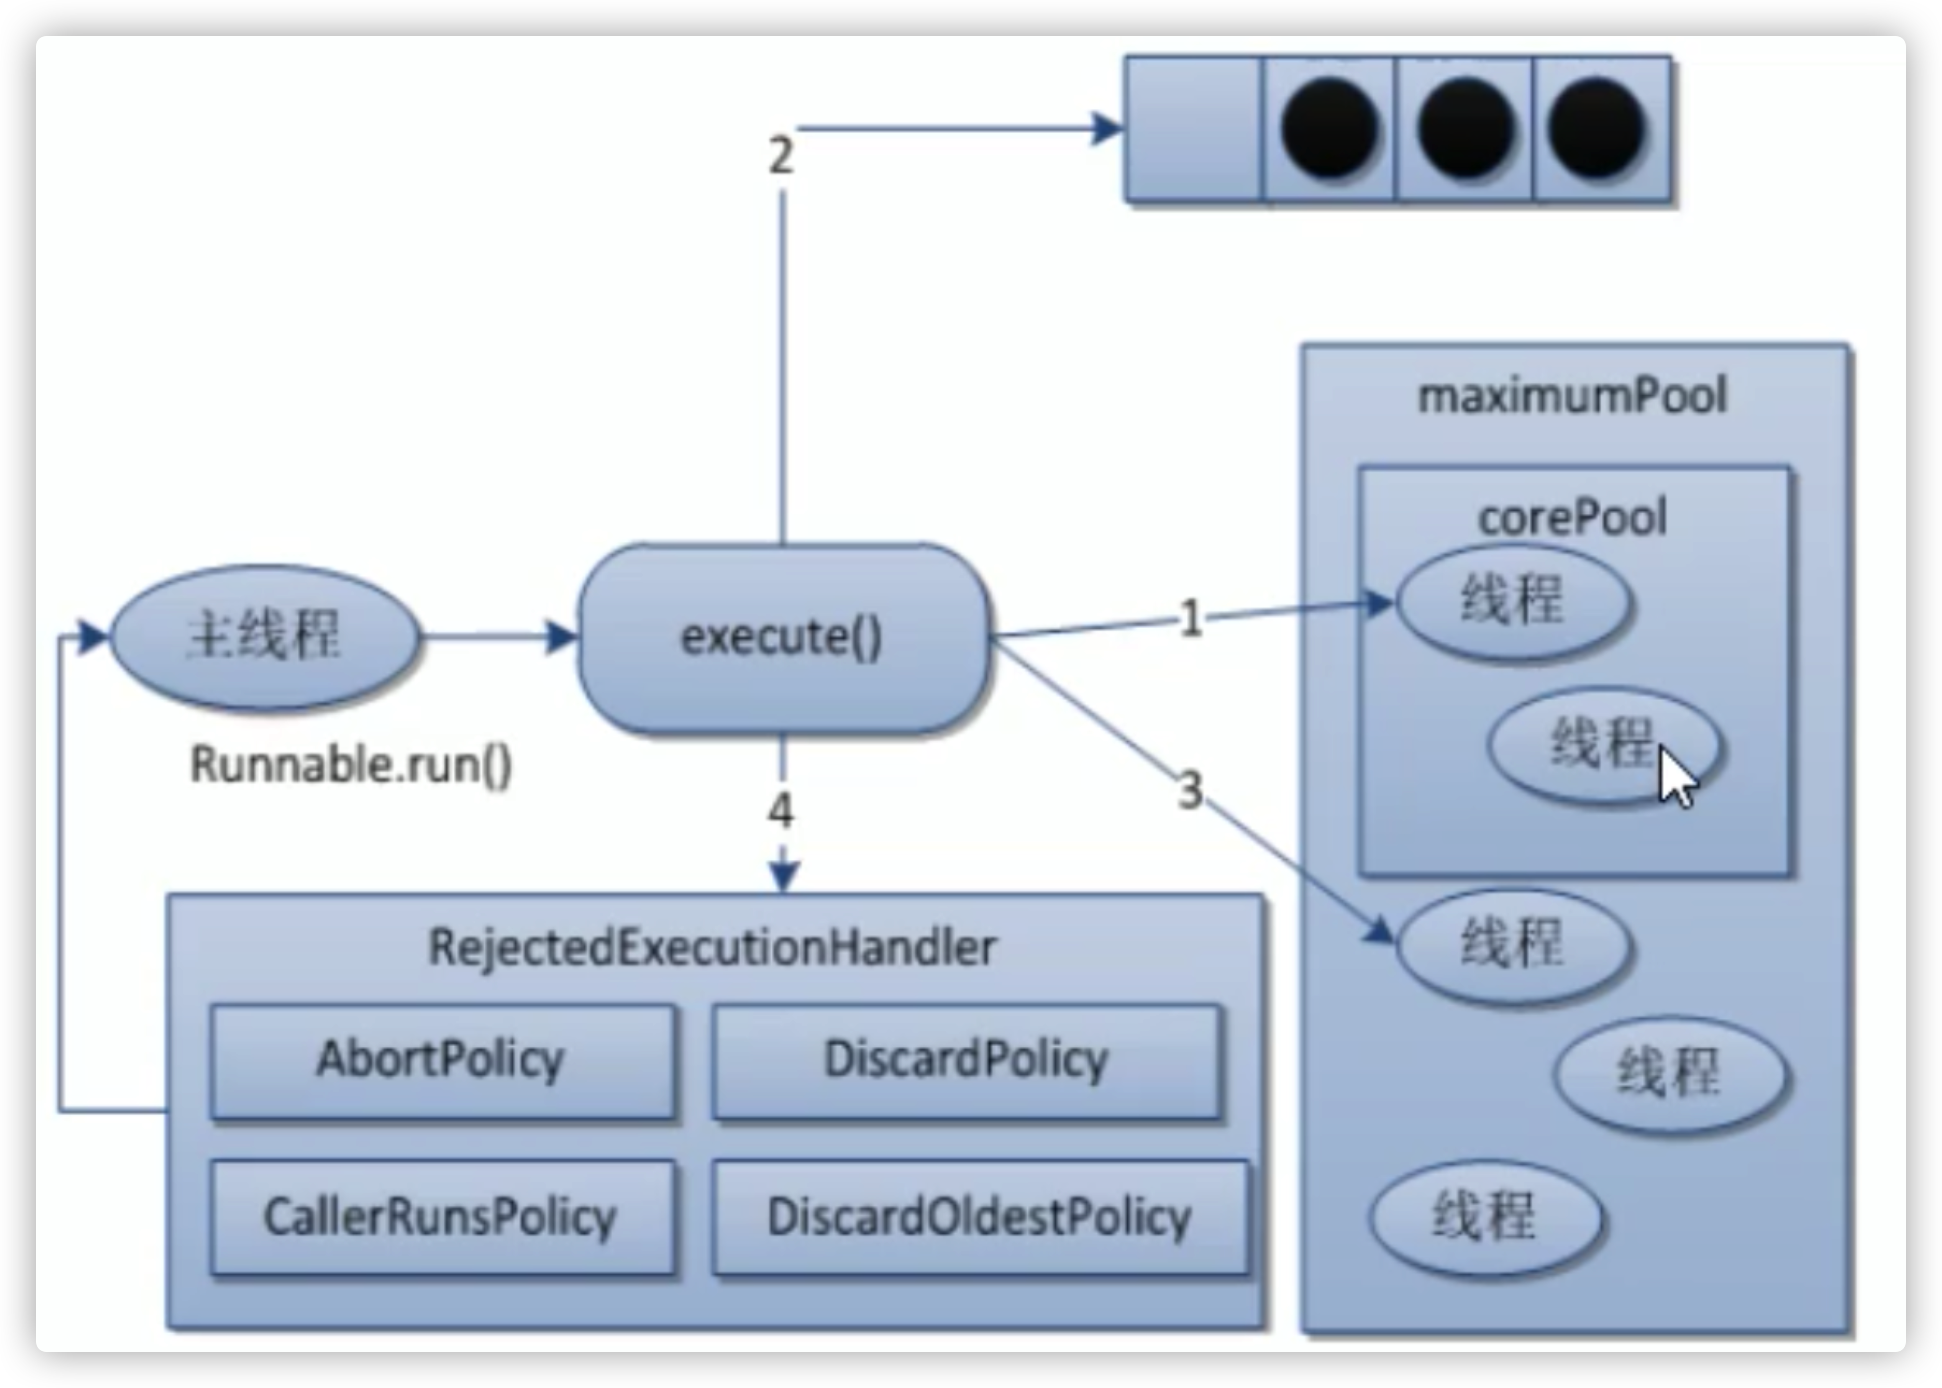 2
maximumPool
corePool
线程
主线程
execute()
1
线程
Runnable.run()
3
4
线程
RejectedExecutionHandler
AbortPolicy
DiscardPolicy
线程
CallerRunsPolicy
DiscardOldestPolicy
线程